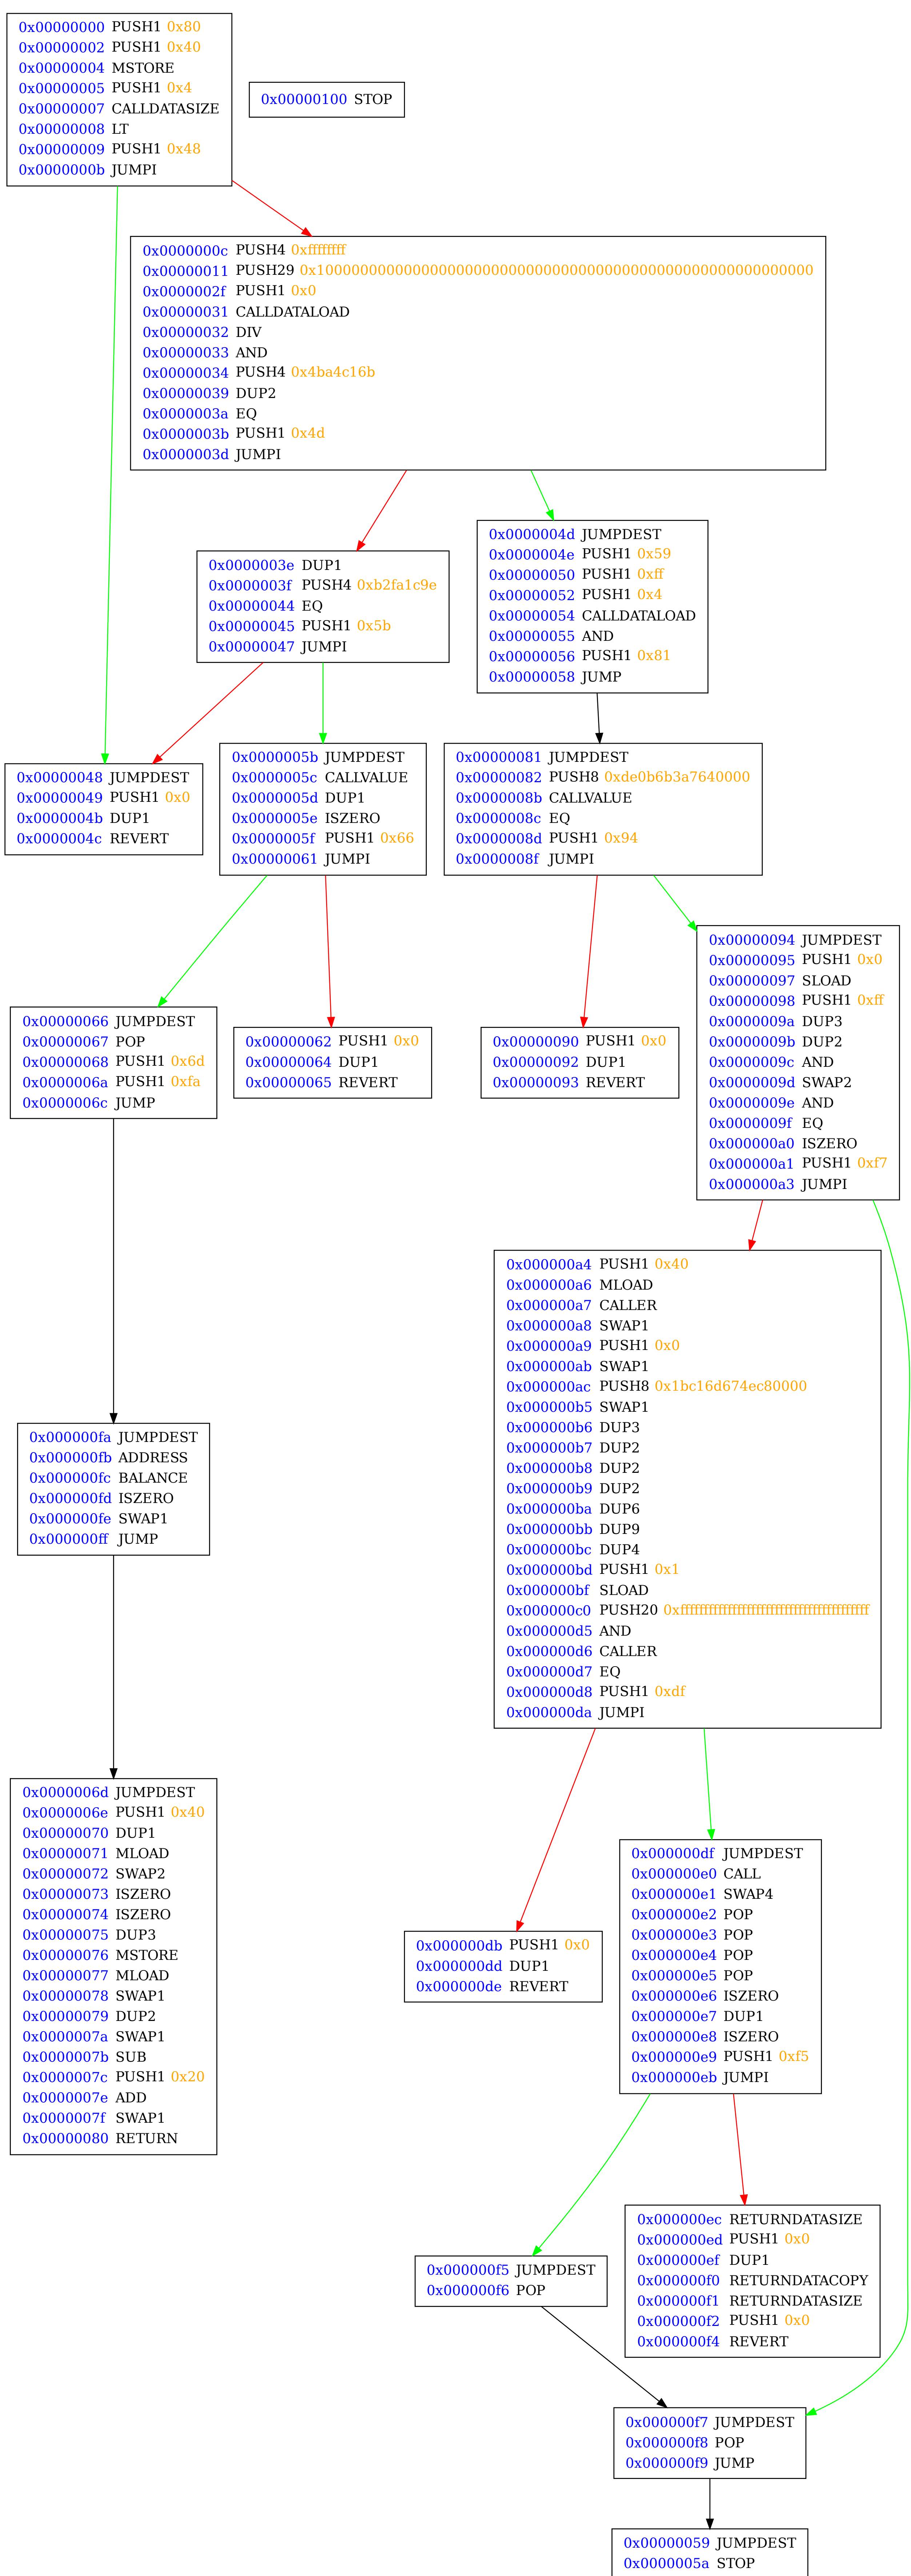 0x00000000 PUSH1 0x80
0x00000002 PUSH1 0x40
0x00000004 MSTORE
0x00000005 PUSH1 0x4
0x00000007 CALLDATASIZE
0x00000008 LT
0x00000009 PUSH1 0x48
0x0000000b JUMPI
0x00000100 STOP
0x0000000c PUSH4 0xffffffff
0x00000011 PUSH29 0x100000000000000000000000000000000000000000000000000000000
0x0000002f PUSH1 0x0
0x00000031 CALLDATALOAD
0x00000032 DIV
0x00000033 AND
0x00000034 PUSH4 0x4ba4c16b
0x00000039 DUP2
0x0000003a EQ
0x0000003b PUSH1 0x4d
0x0000003d JUMPI
0x0000003e DUP1
0x0000003f PUSH4 0xb2fa1c9e
0x00000044 EQ
0x00000045 PUSH1 0x5b
0x00000047 JUMPI
0x0000004d JUMPDEST
0x0000004e PUSH1 0x59
0x00000050 PUSH1 0xff
0x00000052 PUSH1 0x4
0x00000054 CALLDATALOAD
0x00000055 AND
0x00000056 PUSH1 0x81
0x00000058 JUMP
0x00000048 JUMPDEST
0x00000049 PUSH1 0x0
0x0000004b DUP1
0x0000004c REVERT
0x0000005b JUMPDEST
0x0000005c CALLVALUE
0x0000005d DUP1
0x0000005e ISZERO
0x0000005f PUSH1 0x66
0x00000061 JUMPI
0x00000081 JUMPDEST
0x00000082 PUSH8 0xde0b6b3a7640000
0x0000008b CALLVALUE
0x0000008c EQ
0x0000008d PUSH1 0x94
0x0000008f JUMPI
0x00000094 JUMPDEST
0x00000095 PUSH1 0x0
0x00000097 SLOAD
0x00000098 PUSH1 0xff
0x0000009a DUP3
0x0000009b DUP2
0x0000009c AND
0x0000009d SWAP2
0x0000009e AND
0x0000009f EQ
0x000000a0 ISZERO
0x000000a1 PUSH1 0xf7
0x000000a3 JUMPI
0x00000066 JUMPDEST
0x00000067 POP
0x00000068 PUSH1 0x6d
0x0000006a PUSH1 0xfa
0x0000006c JUMP
0x00000062 PUSH1 0x0
0x00000064 DUP1
0x00000065 REVERT
0x00000090 PUSH1 0x0
0x00000092 DUP1
0x00000093 REVERT
0x000000a4 PUSH1 0x40
0x000000a6 MLOAD
0x000000a7 CALLER
0x000000a8 SWAP1
0x000000a9 PUSH1 0x0
0x000000ab SWAP1
0x000000ac PUSH8 0x1bc16d674ec80000
0x000000b5 SWAP1
0x000000b6 DUP3
0x000000b7 DUP2
0x000000b8 DUP2
0x000000b9 DUP2
0x000000ba DUP6
0x000000bb DUP9
0x000000bc DUP4
0x000000bd PUSH1 0x1
0x000000bf SLOAD
0x000000c0 PUSH20 0xffffffffffffffffffffffffffffffffffffffff
0x000000d5 AND
0x000000d6 CALLER
0x000000d7 EQ
0x000000d8 PUSH1 0xdf
0x000000da JUMPI
0x000000fa JUMPDEST
0x000000fb ADDRESS
0x000000fc BALANCE
0x000000fd ISZERO
0x000000fe SWAP1
0x000000ff JUMP
0x0000006d JUMPDEST
0x0000006e PUSH1 0x40
0x00000070 DUP1
0x00000071 MLOAD
0x00000072 SWAP2
0x00000073 ISZERO
0x00000074 ISZERO
0x00000075 DUP3
0x00000076 MSTORE
0x00000077 MLOAD
0x00000078 SWAP1
0x00000079 DUP2
0x0000007a SWAP1
0x0000007b SUB
0x0000007c PUSH1 0x20
0x0000007e ADD
0x0000007f SWAP1
0x00000080 RETURN
0x000000db PUSH1 0x0
0x000000dd DUP1
0x000000de REVERT
0x000000df JUMPDEST
0x000000e0 CALL
0x000000e1 SWAP4
0x000000e2 POP
0x000000e3 POP
0x000000e4 POP
0x000000e5 POP
0x000000e6 ISZERO
0x000000e7 DUP1
0x000000e8 ISZERO
0x000000e9 PUSH1 0xf5
0x000000eb JUMPI
0x000000f5 JUMPDEST
0x000000f6 POP
0x000000ec RETURNDATASIZE
0x000000ed PUSH1 0x0
0x000000ef DUP1
0x000000f0 RETURNDATACOPY
0x000000f1 RETURNDATASIZE
0x000000f2 PUSH1 0x0
0x000000f4 REVERT
0x000000f7 JUMPDEST
0x000000f8 POP
0x000000f9 JUMP
0x00000059 JUMPDEST
0x0000005a STOP